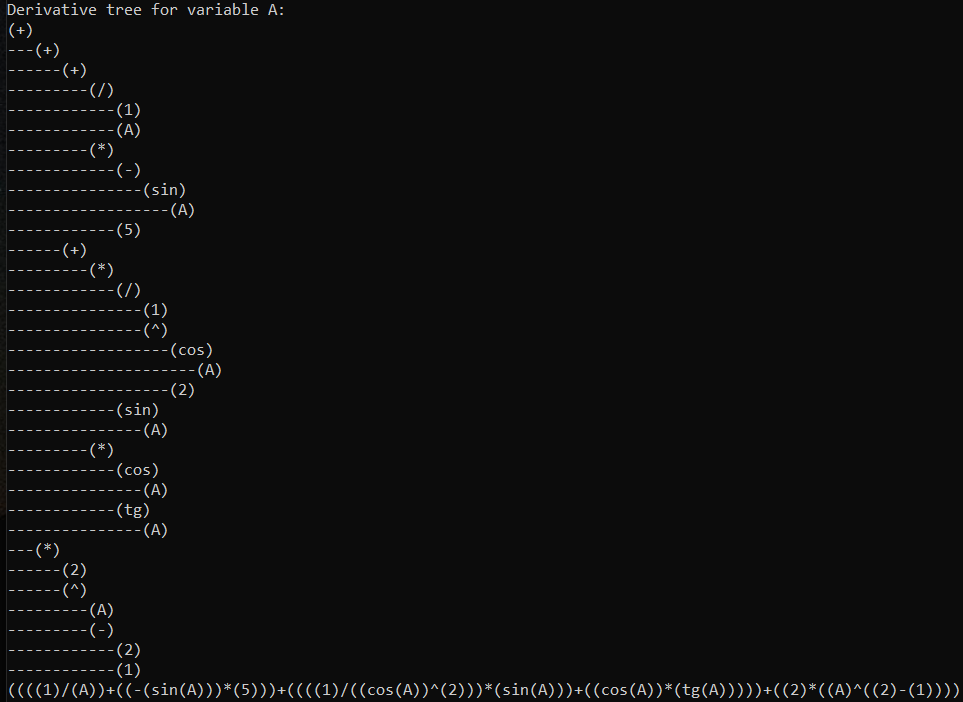 Derivative tree for variable A:
(+)
---(+)
------(+)
---------(/)
------------(1)
------------(A)
---------(*)
------------(-)
---------------(sin)
------------------(A)
------------(5)
------(+)
---------(*)
------------(/)
---------------(1)
---------------(^)
------------------(cos)
---------------------(A)
------------------(2)
------------(sin)
---------------(A)
---------(*)
------------(cos)
---------------(A)
------------(tg)
---------------(A)
---(*)
------(2)
------(^)
---------(A)
---------(-)
------------(2)
------------(1)
((((1)/(A))+((-(sin(A)))*(5)))+((((1)/((cos(A))^(2)))*(sin(A)))+((cos(A))*(tg(A)))))+((2)*((A)^((2)-(1))))